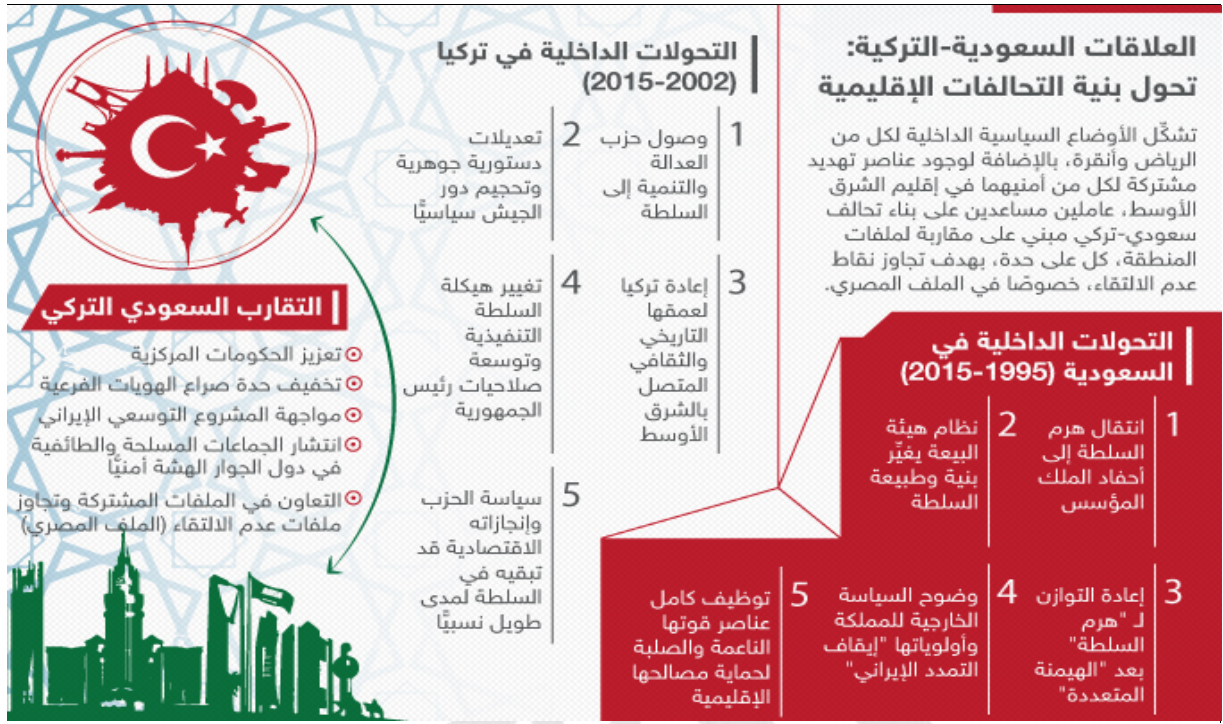 العلاقات السعودية-التركية:
تحول بنية التحالفات الإقليمية
تشكّل الأوضاع السياسية الداخلية لكل من
الرياض وأنقرة، بالإضافة لوجود عناصر تهديد
مشتركة لكل من أمنيهما في إقليم الشرق
الأوسط، عاملين مساعدين على بناء تحالف
سعودي-تركي مبني على مقاربة لملفات
المنطقة، كل على حدة، بهدف تجاوز نقاط
عدم الالتقاء، خصوصًا في الملف المصري.
التحولات الداخلية في
السعودية (1995-2015)
1
انتقال هرم
السلطة إلى
أحفاد الملك
المؤسس
2
نظام هيئة
البيعة يغيِّر
بنية وطبيعة
السلطة
3
إعادة التوازن
لـ "هرم
السلطة"
بعد "الهيمنة
المتعددة"
4
وضوح السياسة
الخارجية للمملكة
وأولوياتها "إيقاف
التمدد الإيراني"
5
توظيف كامل
عناصر قوتها
الناعمة والصلبة
لحماية مصالحها
الإقليمية
التحولات الداخلية في تركيا
(2002-2015)
1
وصول حزب
العدالة
والتنمية إلى
السلطة
2
تعديلات
دستورية جوهرية
وتحجيم دور
الجيش سياسيًّا
3
إعادة تركيا
لعمقها
التاريخي
والثقافي
المتصل
بالشرق
الأوسط
4
تغيير هيكلة
السلطة
التنفيذية
وتوسعة
صلاحيات رئيس
الجمهورية
5
سياسة الحزب
وإنجازاته
الاقتصادية قد
تبقيه في
السلطة لمدى
طويل نسبيًّا
التقارب السعودي التركي
تعزيز الحكومات المركزية
تخفيف حدة صراع الهويات الفرعية
مواجهة المشروع التوسعي الإيراني
انتشار الجماعات المسلحة والطائفية
في دول الجوار الهشة أمنيًّا
التعاون في الملفات المشتركة وتجاوز
ملفات عدم الالتقاء (الملف المصري)